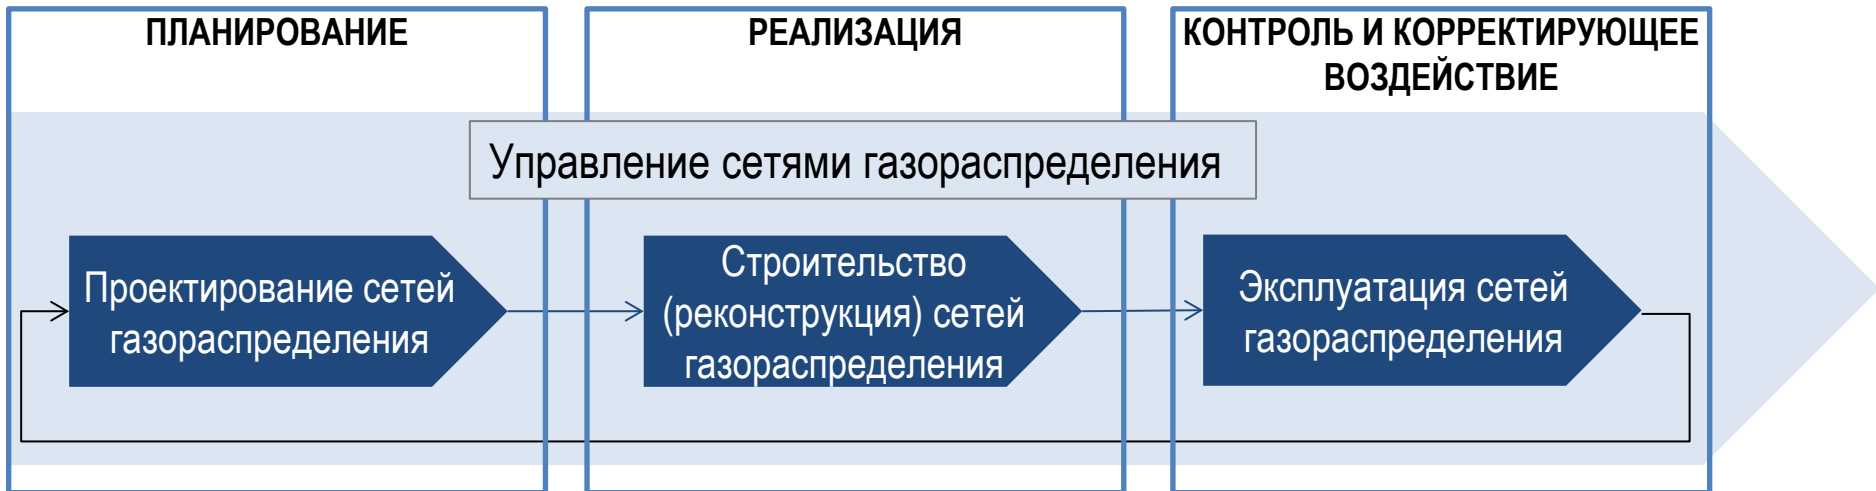 ПЛАНИРОВАНИЕ
РЕАЛИЗАЦИЯ
КОНТРОЛЬ И КОРРЕКТИРУЮЩЕЕ
ВОЗДЕЙСТВИЕ
Управление сетями газораспределения
Проектирование сетей
газораспределения
Строительство
(реконструкция) сетей
газораспределения
Эксплуатация сетей
газораспределения